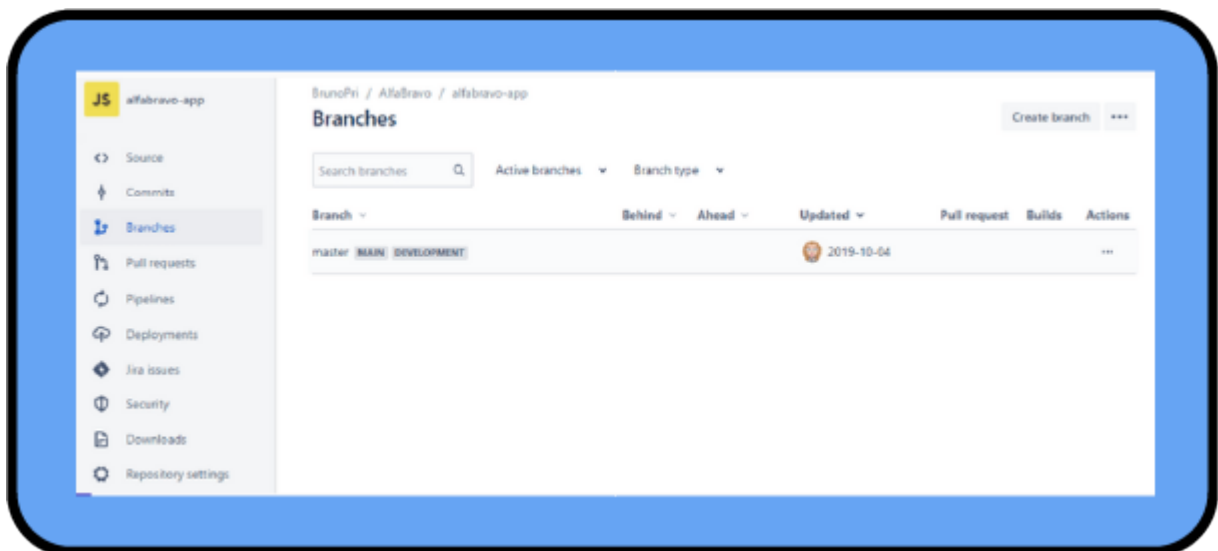 JS alfabravo-app
Source
Commits
Branches
Pull requests
Pipelines
Deployments
Jira issues
Security
Downloads
Repository settings
BrunoPri / AlfaBravo / alfabravo-app
Branches
Create branch
Search branches Active branches Branch type
Branch Behind Ahead Updated Pull request Builds Actions
master MAIN DEVELOPMENT 2019-10-04